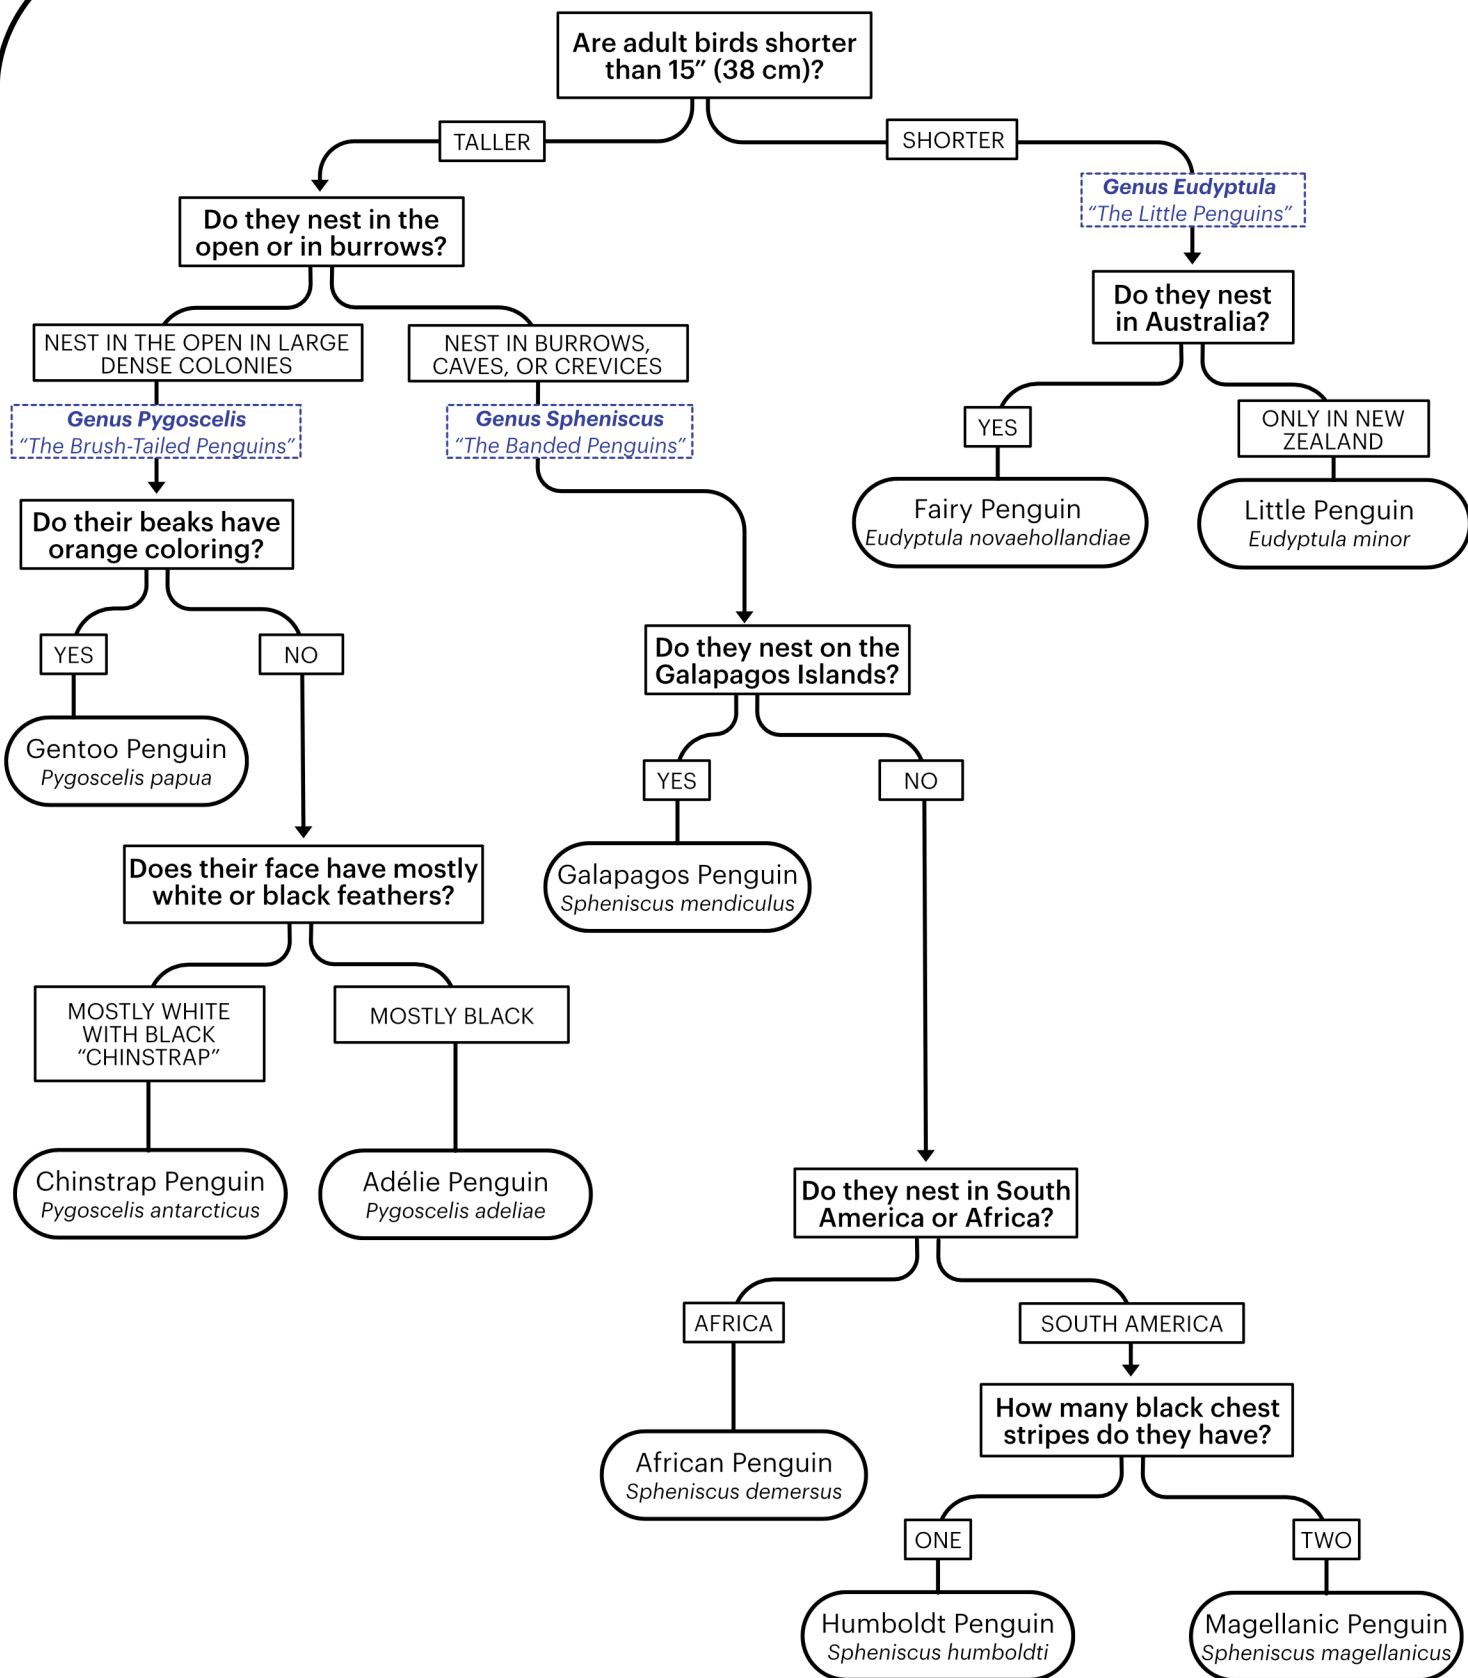 Are adult birds shorter
than 15” (38 cm)?
TALLER
SHORTER
Genus Eudyptula
“The Little Penguins”
Do they nest in the
open or in burrows?
Do they nest
in Australia?
NEST IN THE OPEN IN LARGE
DENSE COLONIES
NEST IN BURROWS,
CAVES, OR CREVICES
Genus Pygoscelis
“The Brush-Tailed Penguins”
Genus Spheniscus
“The Banded Penguins”
YES
ONLY IN NEW
ZEALAND
Fairy Penguin
Eudyptula novaehollandiae
Little Penguin
Eudyptula minor
Do their beaks have
orange coloring?
YES
NO
Do they nest on the
Galapagos Islands?
Gentoo Penguin
Pygoscelis papua
YES
NO
Does their face have mostly
white or black feathers?
Galapagos Penguin
Spheniscus mendiculus
MOSTLY WHITE
WITH BLACK
“CHINSTRAP”
MOSTLY BLACK
Chinstrap Penguin
Pygoscelis antarcticus
Adélie Penguin
Pygoscelis adeliae
Do they nest in South
America or Africa?
AFRICA
SOUTH AMERICA
How many black chest
stripes do they have?
African Penguin
Spheniscus demersus
ONE
TWO
Humboldt Penguin
Spheniscus humboldti
Magellanic Penguin
Spheniscus magellanicus